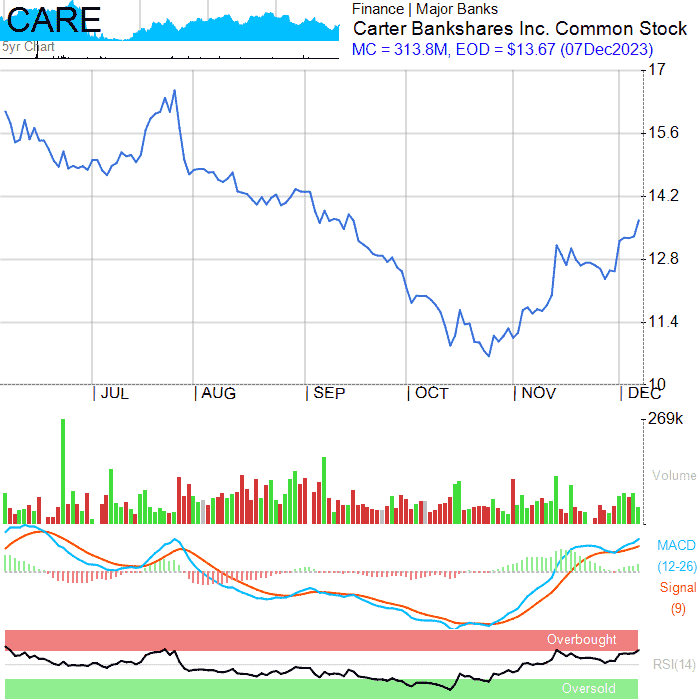 CARE
5yr Chart
Finance | Major Banks
Carter Bankshares Inc. Common Stock
MC = 313.8M, EOD = $13.67 (07Dec2023)
17
15.6
14.2
12.8
11.4
10
JUL AUG SEP OCT NOV DEC
269k
Volume
MACD
(12-26)
Signal
(9)
Overbought
RSI(14)
Oversold